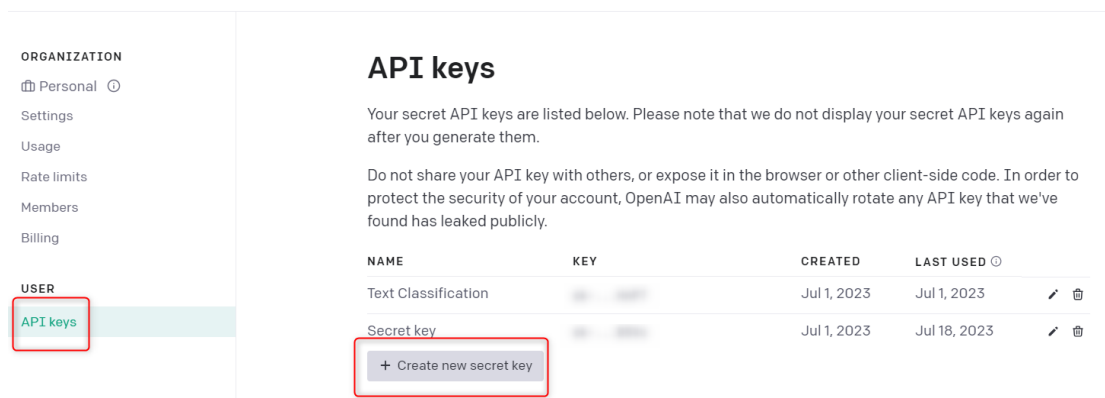 ORGANIZATION
Personal
Settings
Usage
Rate limits
Members
Billing
USER
API keys
API keys
Your secret API keys are listed below. Please note that we do not display your secret API keys again
after you generate them.
Do not share your API key with others, or expose it in the browser or other client-side code. In order to
protect the security of your account, OpenAI may also automatically rotate any API key that we've
found has leaked publicly.
NAME KEY CREATED LAST USED
Text Classification Jul 1, 2023 Jul 1, 2023
Secret key Jul 1, 2023 Jul 18, 2023
+ Create new secret key